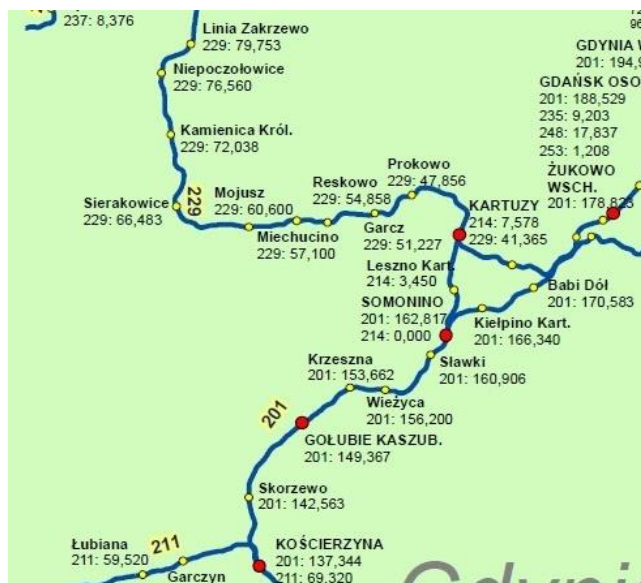 237: 8,376
Linia Zakrzewo
229: 79,753
Niepoczołowice
229: 76,560
Kamienica Król.
229: 72,038
229
Sierakowice
229: 66,483
Mojusz
229: 60,600
Miechucino
229: 57,100
Reskowo
229: 54,858
Garcz
229: 51,227
Prokowo
229: 47,856
KARTUZY
214: 7,578
229: 41,365
GDYNIA
201: 194,9
GDAŃSK OSO
201: 188,529
235: 9,203
248: 17,837
253: 1,208
ŻUKOWO
WSCH.
201: 178,823
Leszno Kart.
214: 3,450
SOMONINO
201: 162,817
214: 0,000
Babi Dół
201: 170,583
Kiełpino Kart.
201: 166,340
Sławki
201: 160,906
Krzeszna
201: 153,662
Wieżyca
201: 156,200
201
GOŁUBIE KASZUB.
201: 149,367
Skorzewo
201: 142,563
KOŚCIERZYNA
201: 137,344
211: 69,320
Łubiana
211: 59,520
211
Garczyn